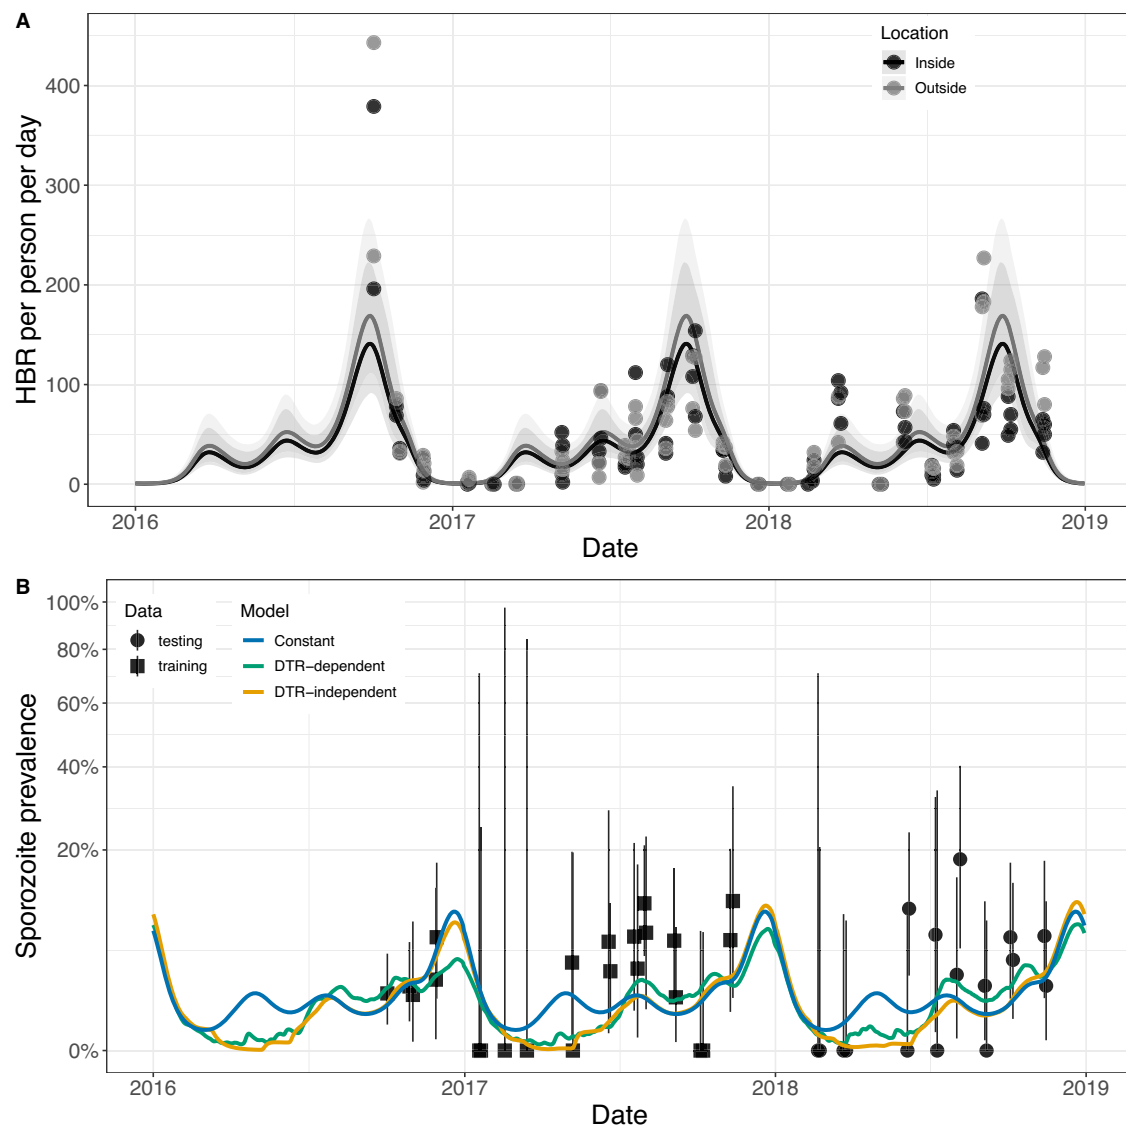 A
HBR per person per day
400
300
200
100
0
Location
Inside
Outside
2016 2017 2018 2019
Date
B
Sporozoite prevalence
100%
80%
60%
40%
20%
0%
Data
testing
training
Model
Constant
DTR−dependent
DTR−independent
2016 2017 2018 2019
Date